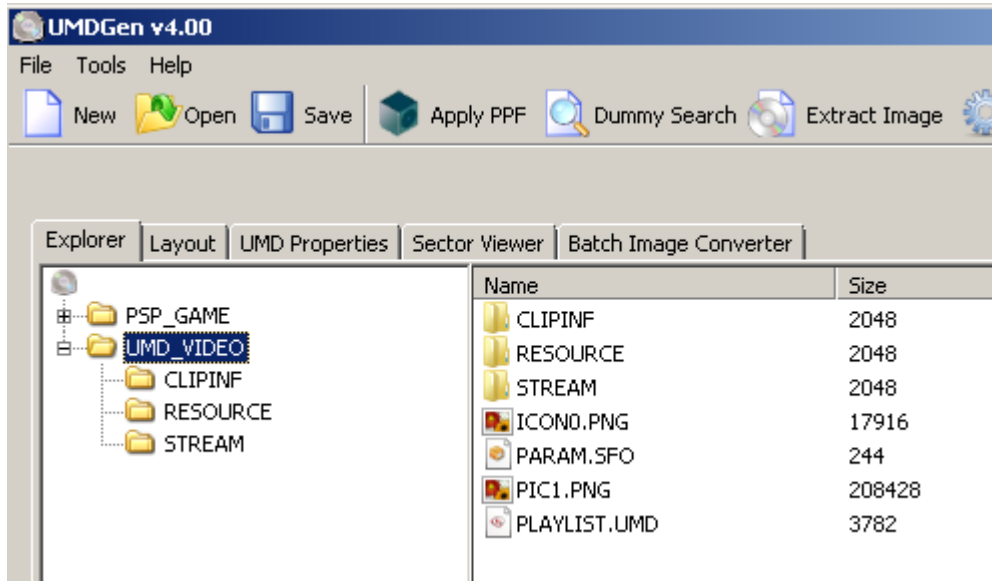 UMDGen v4.00
File Tools Help
New Open Save Apply PPF Dummy Search Extract Image
Explorer Layout UMD Properties Sector Viewer Batch Image Converter
Name Size
PSP_GAME
UMD_VIDEO
CLIPINF
RESOURCE
STREAM
CLIPINF 2048
RESOURCE 2048
STREAM 2048
ICON0.PNG 17916
PARAM.SFO 244
PIC1.PNG 208428
PLAYLIST.UMD 3782